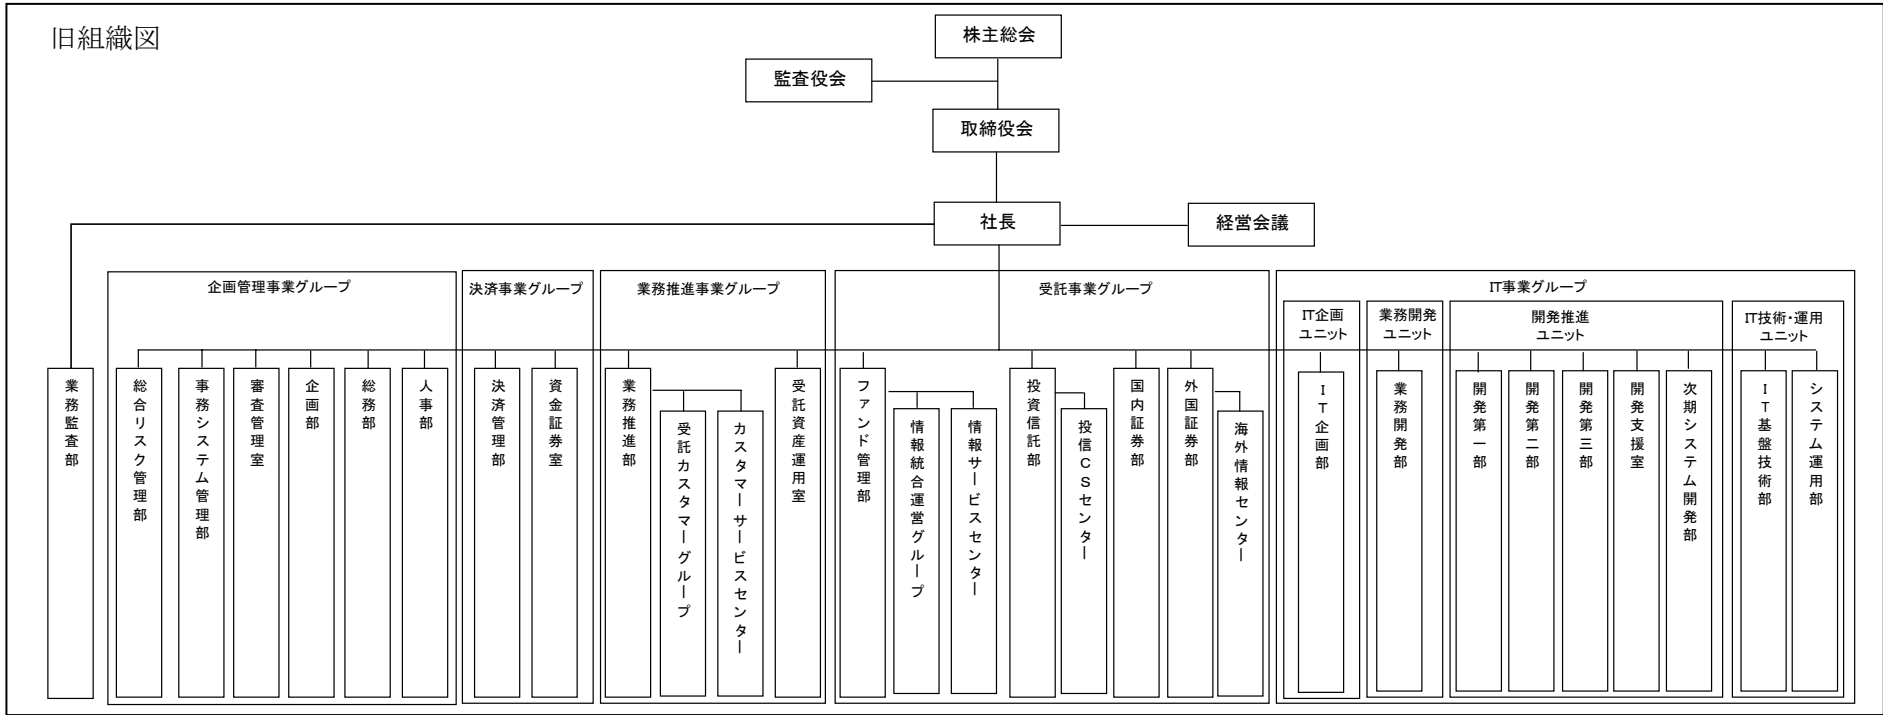 旧組織図
株主総会
監査役会
取締役会
社長
経営会議
企画管理事業グループ
決済事業グループ
業務推進事業グループ
受託事業グループ
IT事業グループ
IT企画
ユニット
業務開発
ユニット
開発推進
ユニット
IT技術・運用
ユニット
業務監査部
総合リスク管理部
事務システム管理部
審査管理室
企画部
総務部
人事部
決済管理部
資金証券室
業務推進部
受託カスタマーグループ
カスタマーサービスセンター
受託資産運用室
ファンド管理部
情報統合運営グループ
情報サービスセンター
投資信託部
投信CSセンター
国内証券部
外国証券部
海外情報センター
IT企画部
業務開発部
開発第一部
開発第二部
開発第三部
開発支援室
次期システム開発部
IT基盤技術部
システム運用部